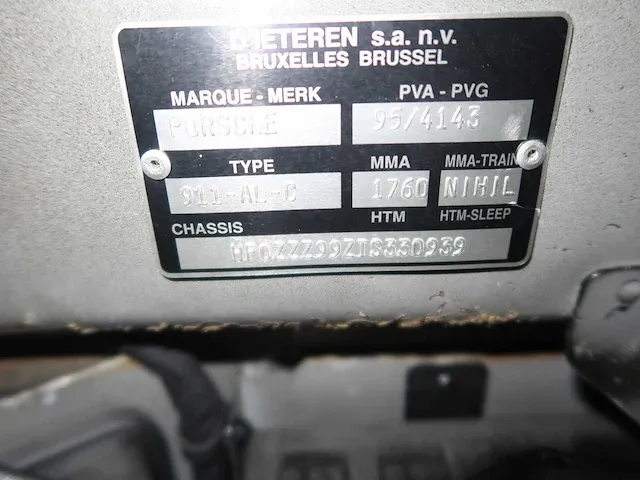 D'IETEREN s.a. n.v.
BRUXELLES BRUSSEL
MARQUE - MERK PVA - PVG
PORSCHE 95/4143
TYPE MMA MMA-TRAIN
911-AL-C 1760 NIHIL
HTM HTM-SLEEP
CHASSIS
WP0ZZZ99ZTS330939